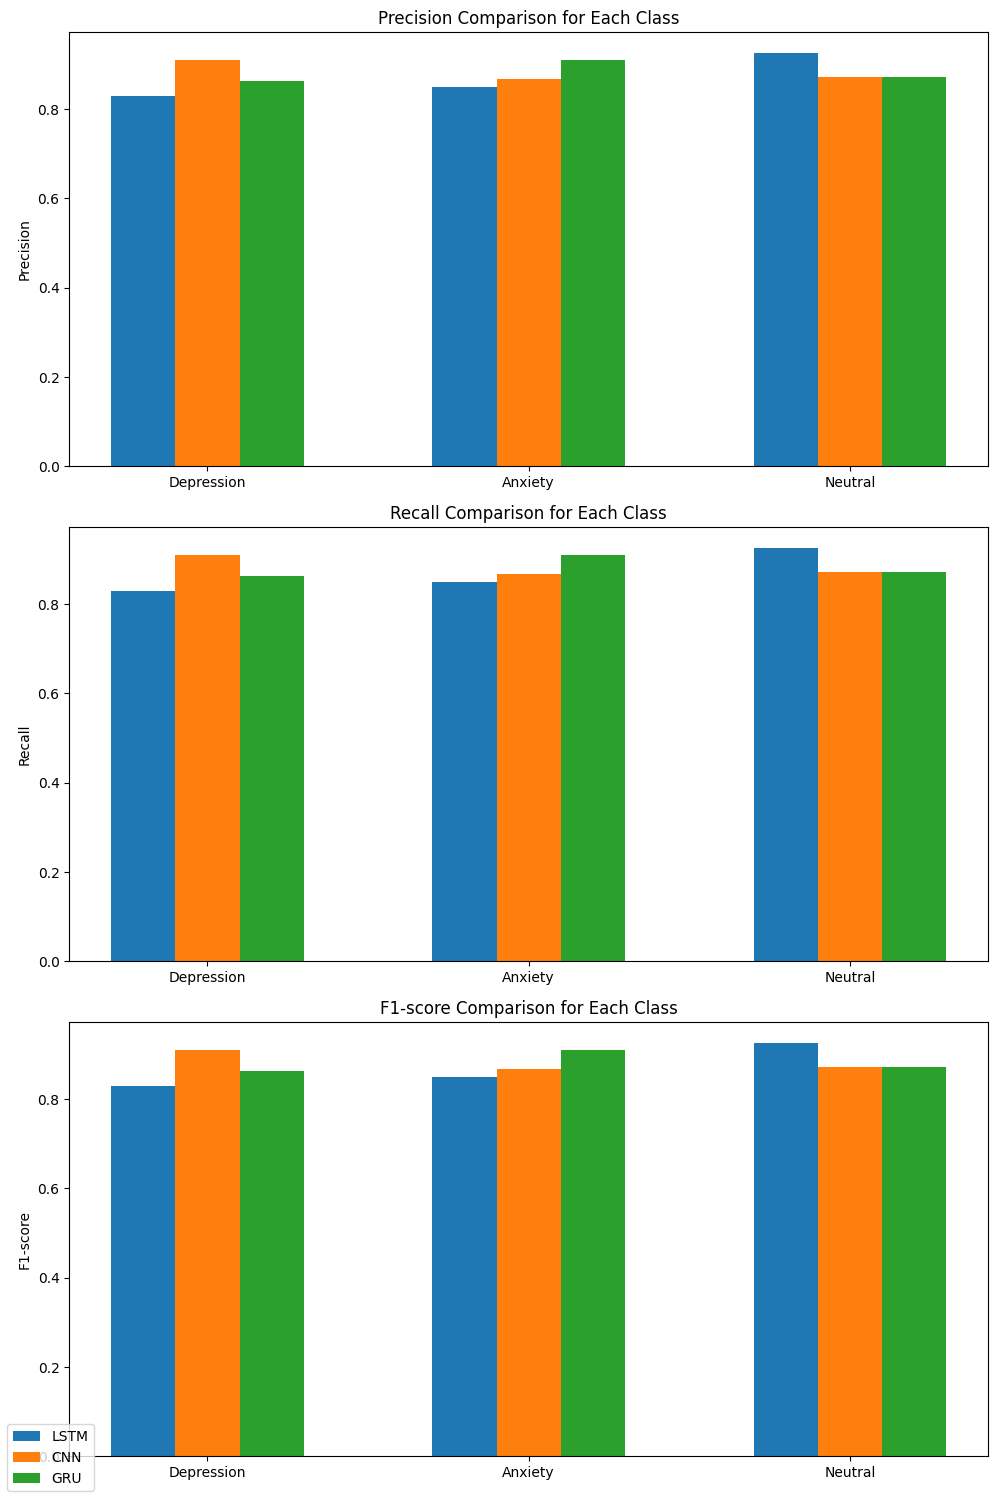 Precision Comparison for Each Class
Precision
0.8
0.6
0.4
0.2
0.0
Depression Anxiety Neutral
Recall Comparison for Each Class
Recall
0.8
0.6
0.4
0.2
0.0
Depression Anxiety Neutral
F1-score Comparison for Each Class
F1-score
0.8
0.6
0.4
0.2
Depression Anxiety Neutral
LSTM
CNN
GRU